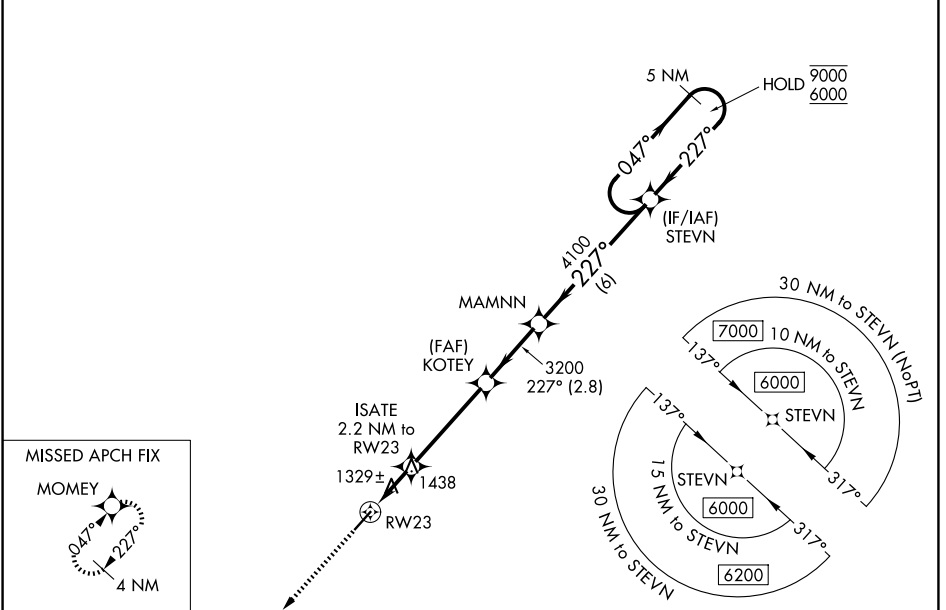 5 NM
HOLD 9000
6000
047°
227°
(IF/IAF)
STEVN
4100
227°
(6)
MAMNN
(FAF)
KOTEY
3200
227° (2.8)
ISATE
2.2 NM to
RW23
1329±
1438
RW23
30 NM to STEVN (NoPT)
7000
10 NM to STEVN
137°
6000
STEVN
317°
137°
STEVN
6000
15 NM to STEVN
317°
30 NM to STEVN
6200
MISSED APCH FIX
MOMEY
047°
227°
4 NM